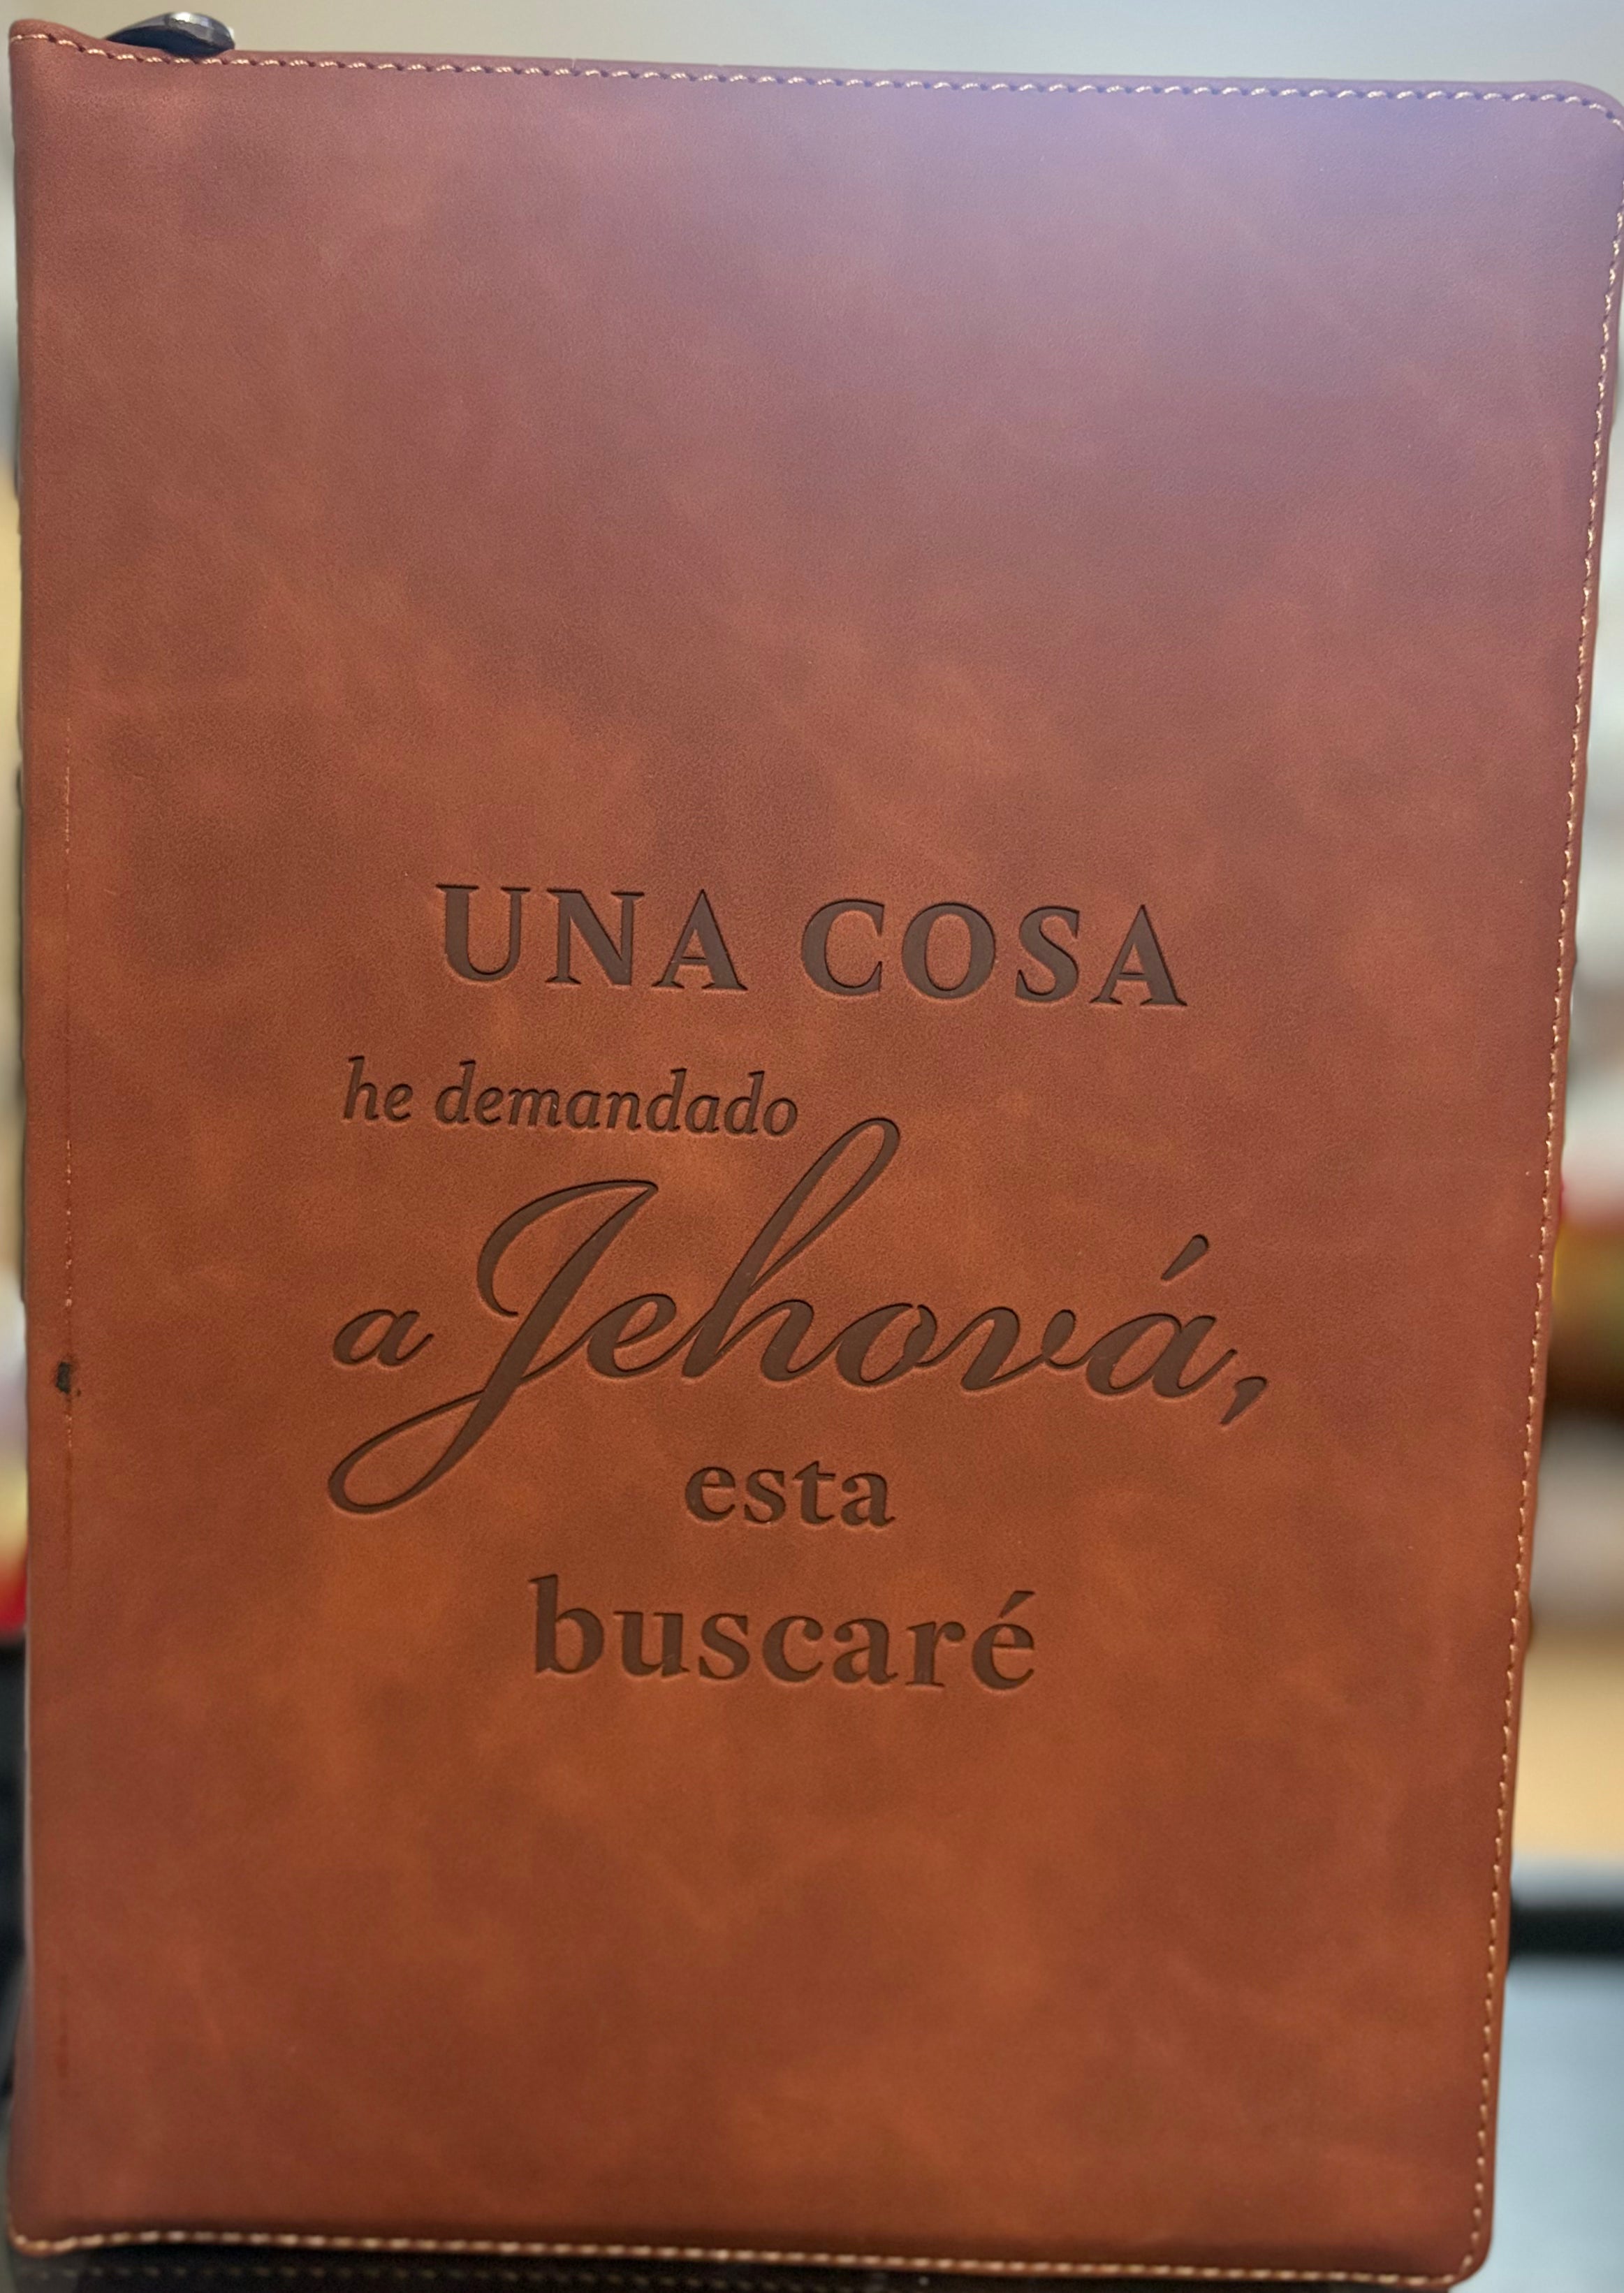 UNA COSA
he demandado
a Jehová,
esta
buscaré